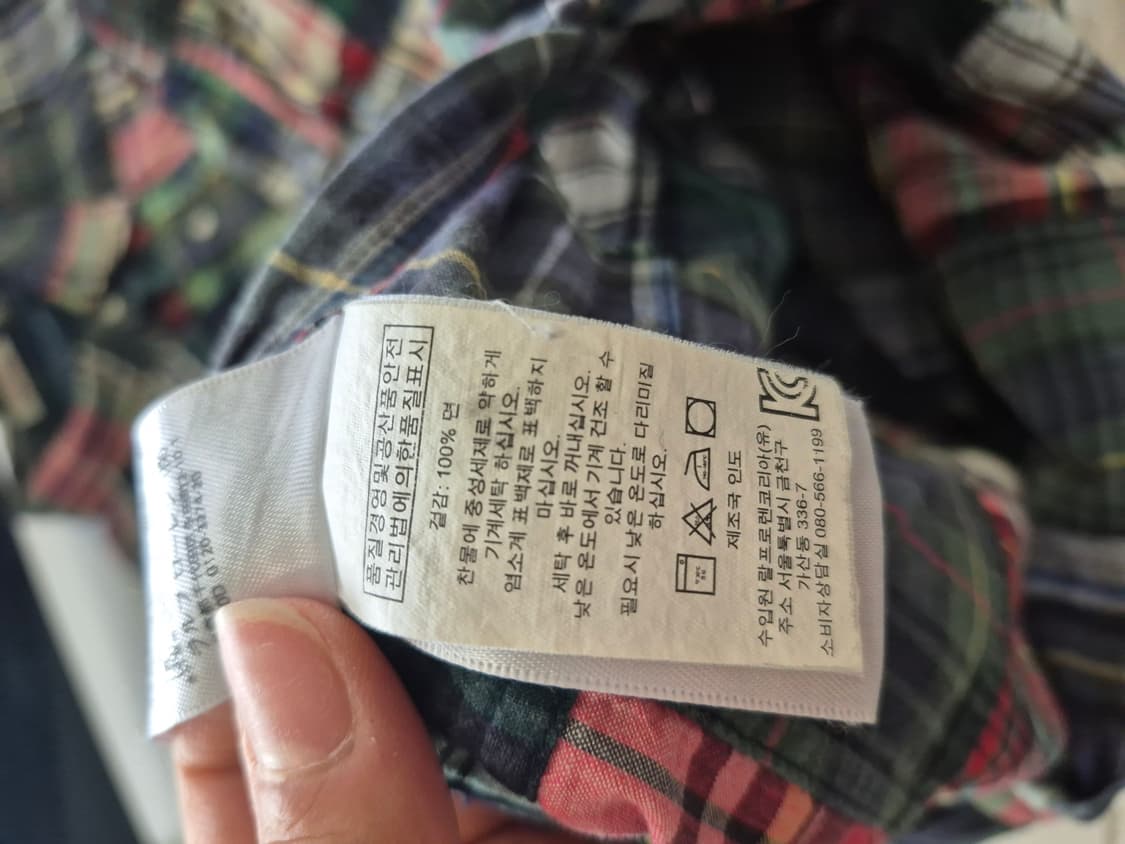 품질경영및공산품안전
관리법에의한품질표시
겉감: 100% 면
찬물에 중성세제로 약하게
기계세탁 하십시오.
염소계 표백제로 표백하지
마십시오.
세탁 후 바로 꺼내십시오.
낮은 온도에서 기계 건조 할 수
있습니다.
필요시 낮은 온도로 다리미질
하십시오.
제조국 인도
수입원 랄프로렌코리아(유)
주소 서울특별시 금천구
가산동 336-7
소비자상담실 080-566-1199